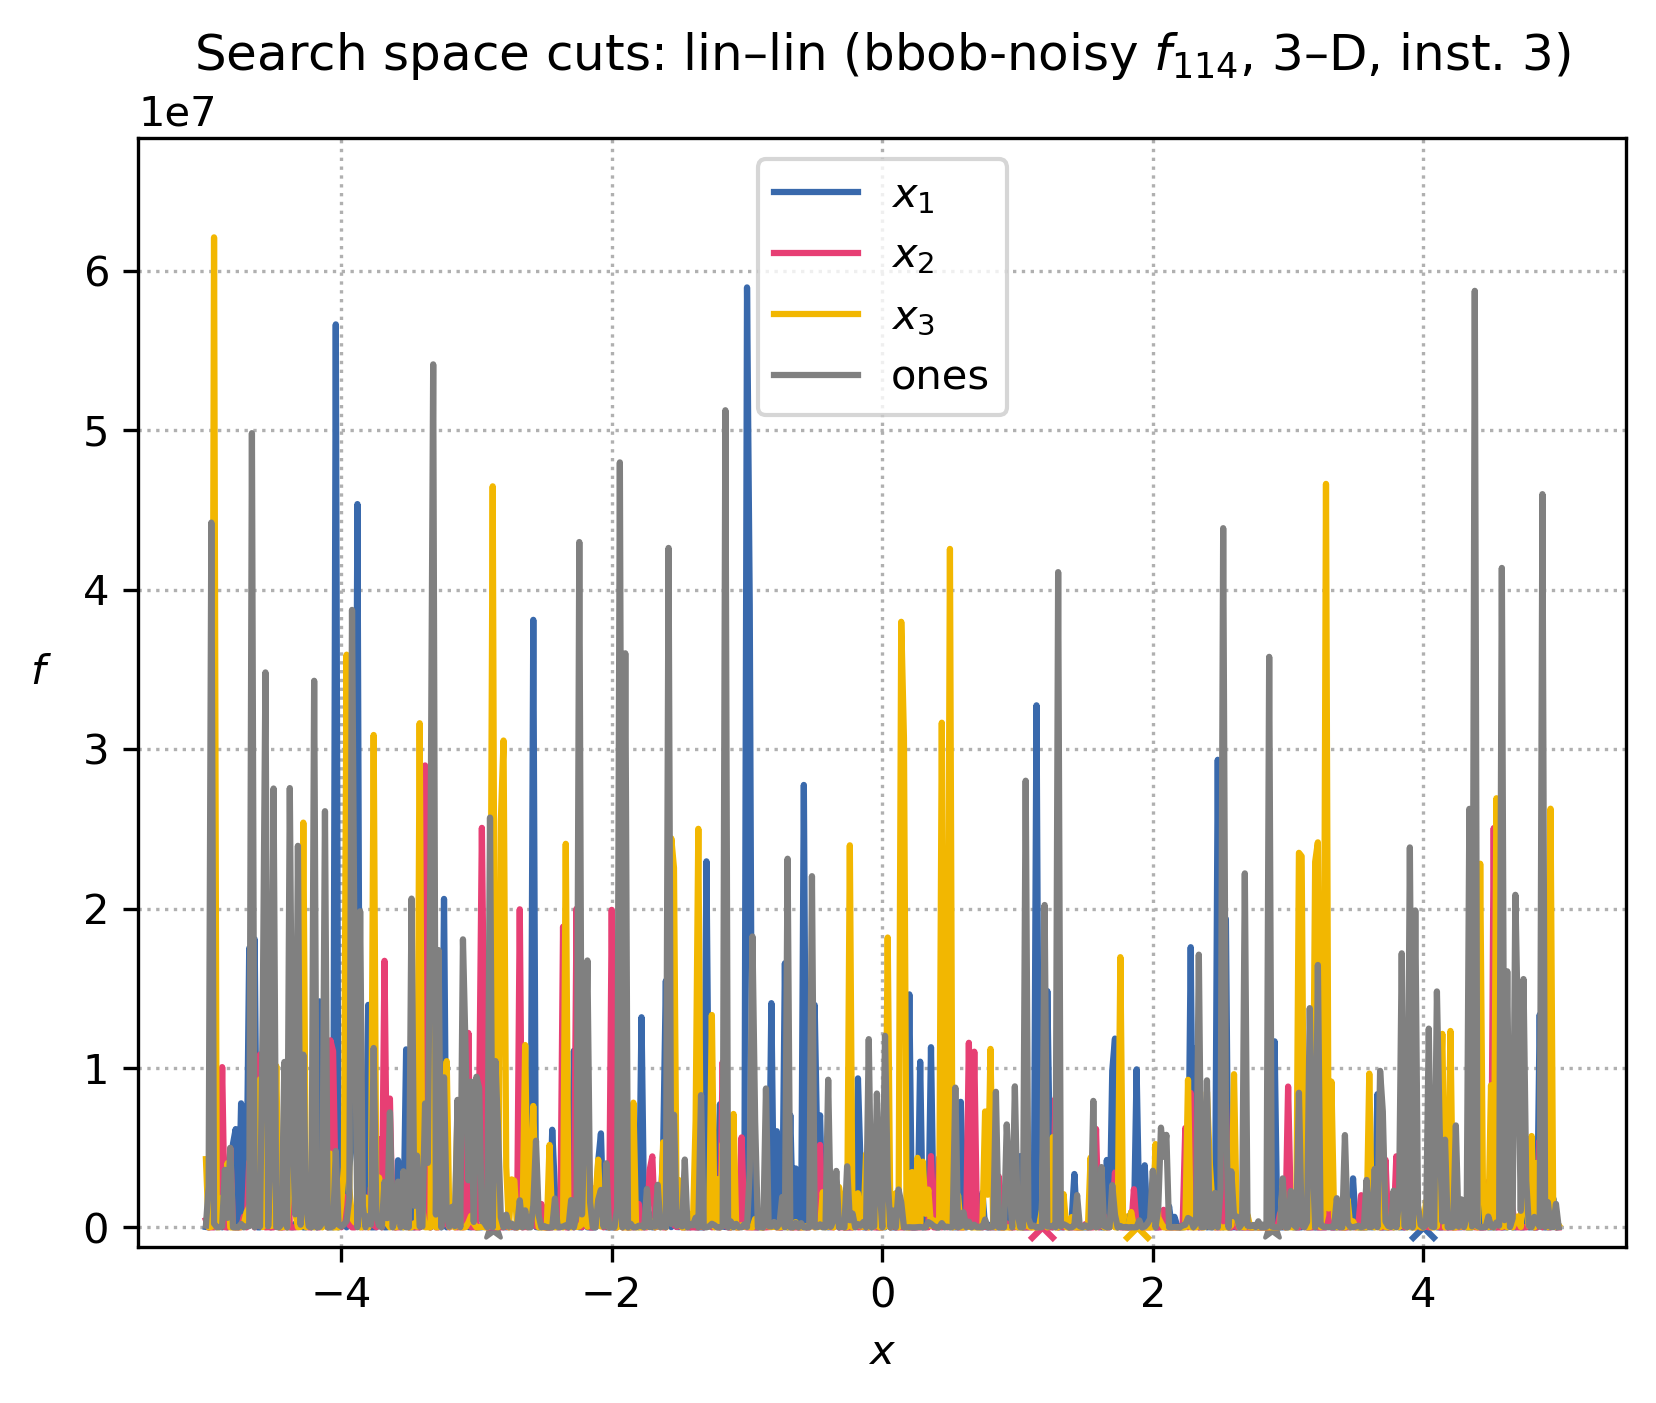 Search space cuts: lin–lin (bbob-noisy f₁₁₄, 3–D, inst. 3)
1e7
x₁
x₂
x₃
ones
6
5
4
3
2
1
0
f
−4 −2 0 2 4
x